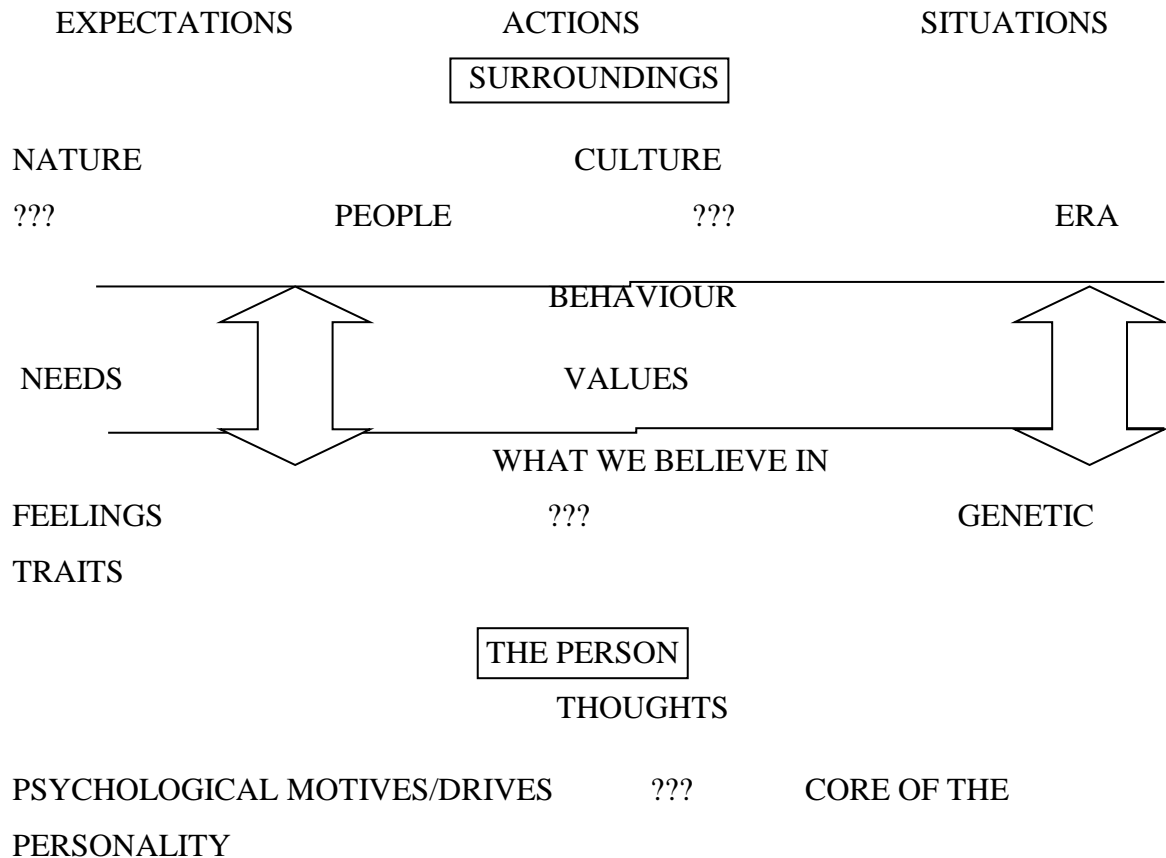 EXPECTATIONS ACTIONS SITUATIONS
SURROUNDINGS
NATURE CULTURE
??? PEOPLE ??? ERA
BEHAVIOUR
NEEDS VALUES
WHAT WE BELIEVE IN
FEELINGS ??? GENETIC
TRAITS
THE PERSON
THOUGHTS
PSYCHOLOGICAL MOTIVES/DRIVES ??? CORE OF THE
PERSONALITY